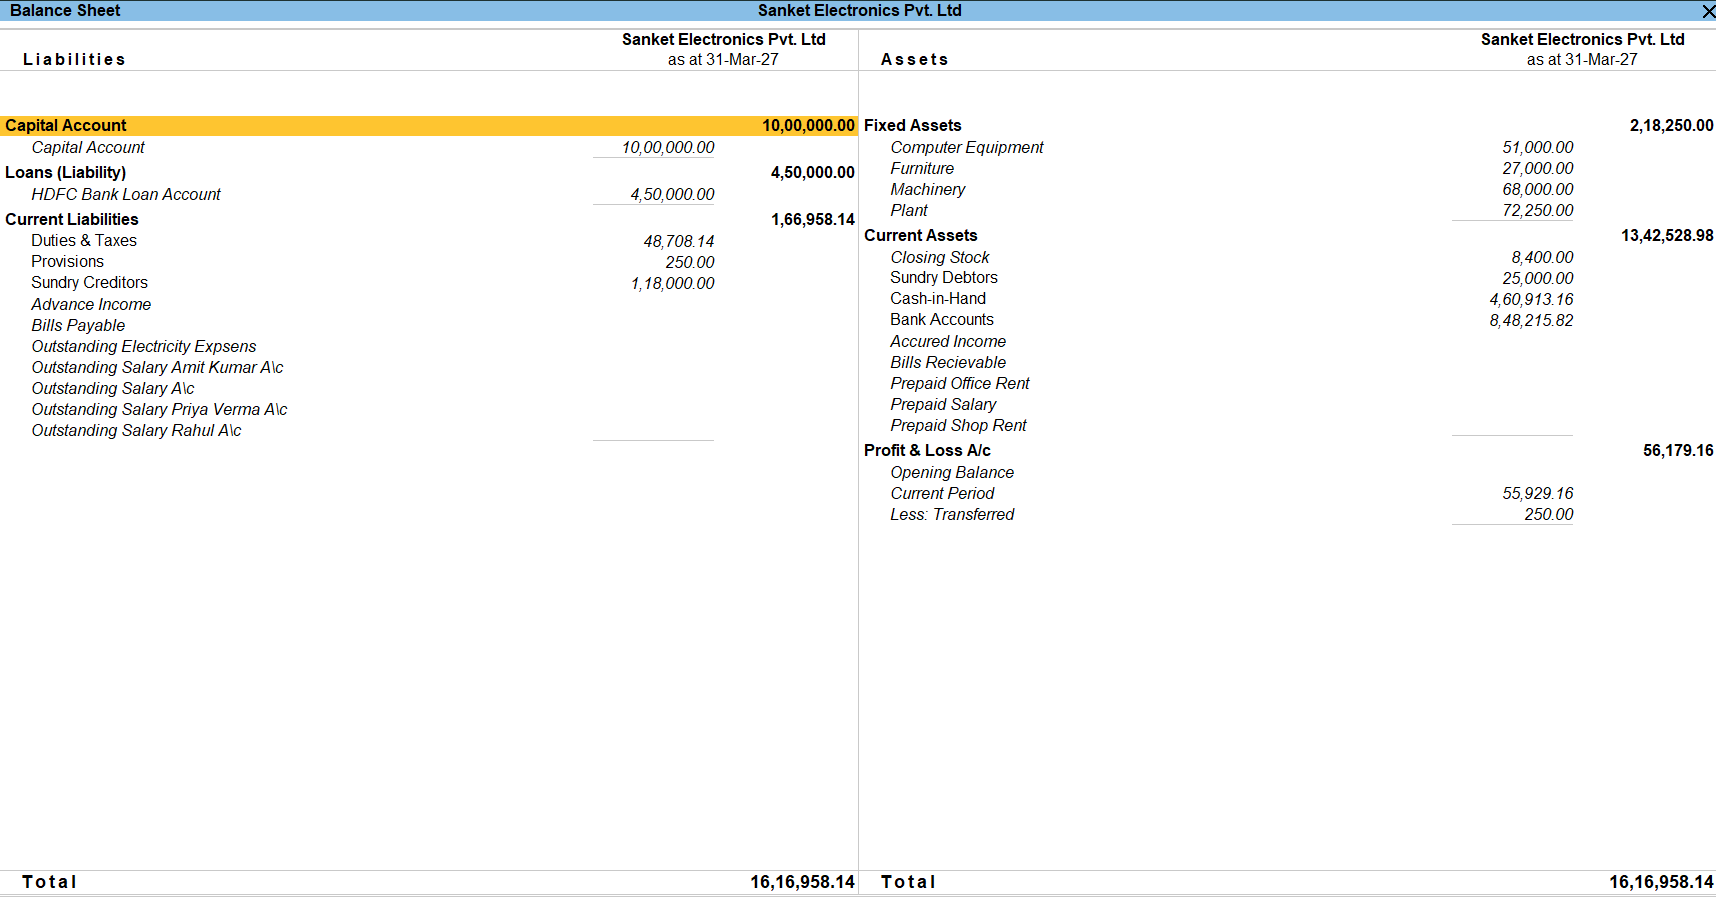 Balance Sheet Sanket Electronics Pvt. Ltd
Liabilities Sanket Electronics Pvt. Ltd
as at 31-Mar-27
Capital Account 10,00,000.00
Capital Account 10,00,000.00
Loans (Liability) 4,50,000.00
HDFC Bank Loan Account 4,50,000.00
Current Liabilities 1,66,958.14
Duties & Taxes 48,708.14
Provisions 250.00
Sundry Creditors 1,18,000.00
Advance Income
Bills Payable
Outstanding Electricity Expsens
Outstanding Salary Amit Kumar A\c
Outstanding Salary A\c
Outstanding Salary Priya Verma A\c
Outstanding Salary Rahul A\c
Total 16,16,958.14
Assets Sanket Electronics Pvt. Ltd
as at 31-Mar-27
Fixed Assets 2,18,250.00
Computer Equipment 51,000.00
Furniture 27,000.00
Machinery 68,000.00
Plant 72,250.00
Current Assets 13,42,528.98
Closing Stock 8,400.00
Sundry Debtors 25,000.00
Cash-in-Hand 4,60,913.16
Bank Accounts 8,48,215.82
Accured Income
Bills Recievable
Prepaid Office Rent
Prepaid Salary
Prepaid Shop Rent
Profit & Loss A/c 56,179.16
Opening Balance
Current Period 55,929.16
Less: Transferred 250.00
Total 16,16,958.14